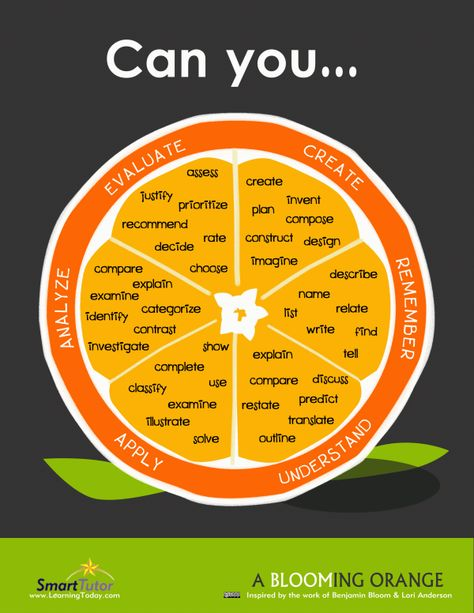 Can you...
EVALUATE
assess
justify
prioritize
recommend
rate
decide
choose
CREATE
create
invent
plan
compose
construct
design
imagine
REMEMBER
describe
name
relate
list
write
find
tell
UNDERSTAND
explain
compare
discuss
predict
restate
translate
outline
APPLY
show
complete
use
classify
examine
illustrate
solve
ANALYZE
compare
explain
examine
categorize
identify
contrast
investigate
SmartTutor
www.LearningToday.com
A BLOOMING ORANGE
Inspired by the work of Benjamin Bloom & Lori Anderson